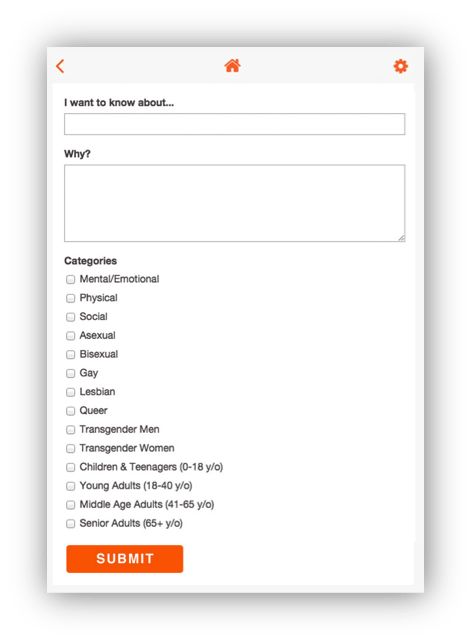 I want to know about...
Why?
Categories
Mental/Emotional
Physical
Social
Asexual
Bisexual
Gay
Lesbian
Queer
Transgender Men
Transgender Women
Children & Teenagers (0-18 y/o)
Young Adults (18-40 y/o)
Middle Age Adults (41-65 y/o)
Senior Adults (65+ y/o)
SUBMIT